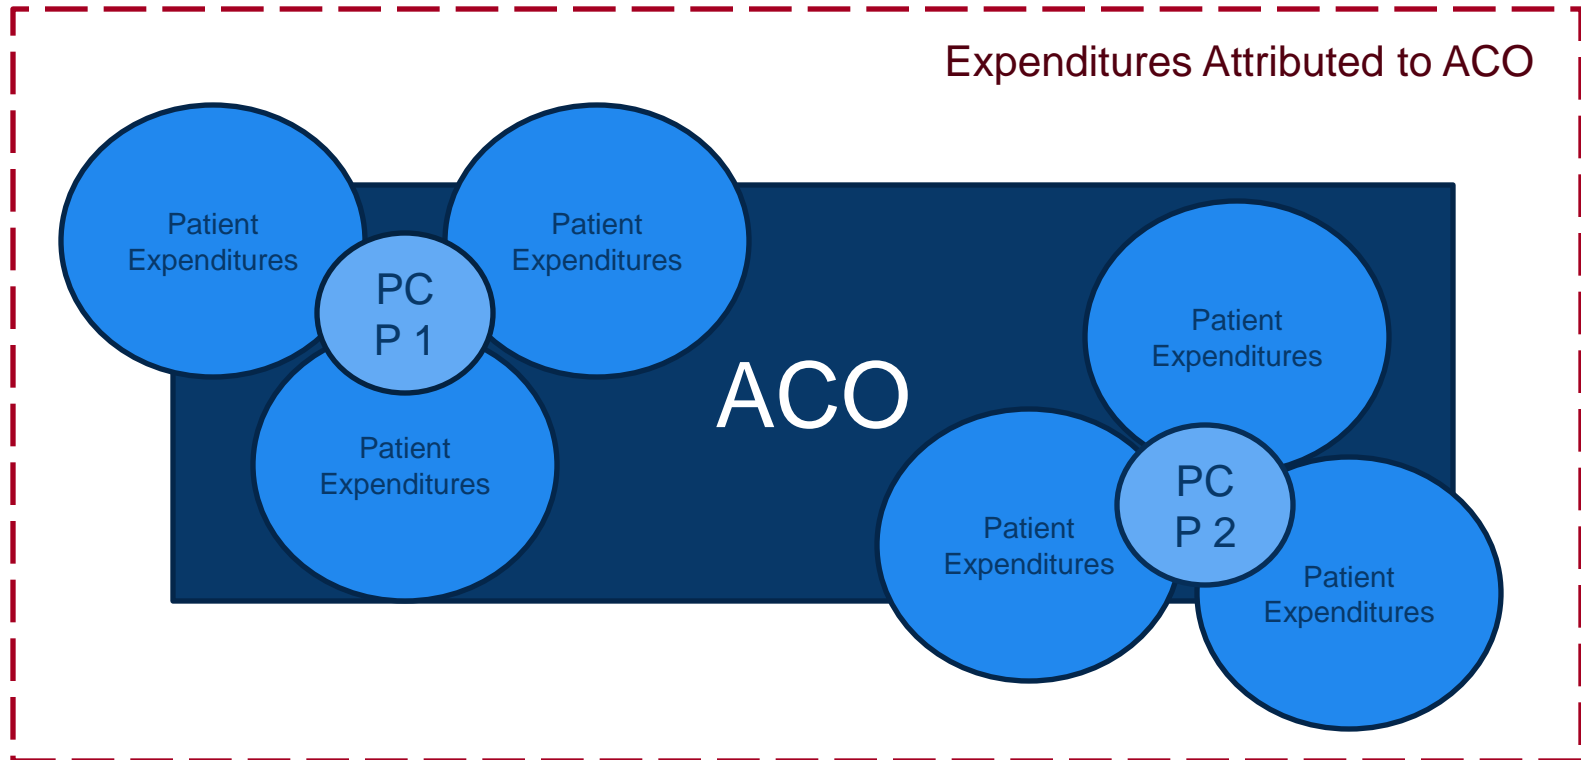 Expenditures Attributed to ACO
Patient
Expenditures
Patient
Expenditures
PC
P 1
Patient
Expenditures
ACO
Patient
Expenditures
Patient
Expenditures
PC
P 2
Patient
Expenditures